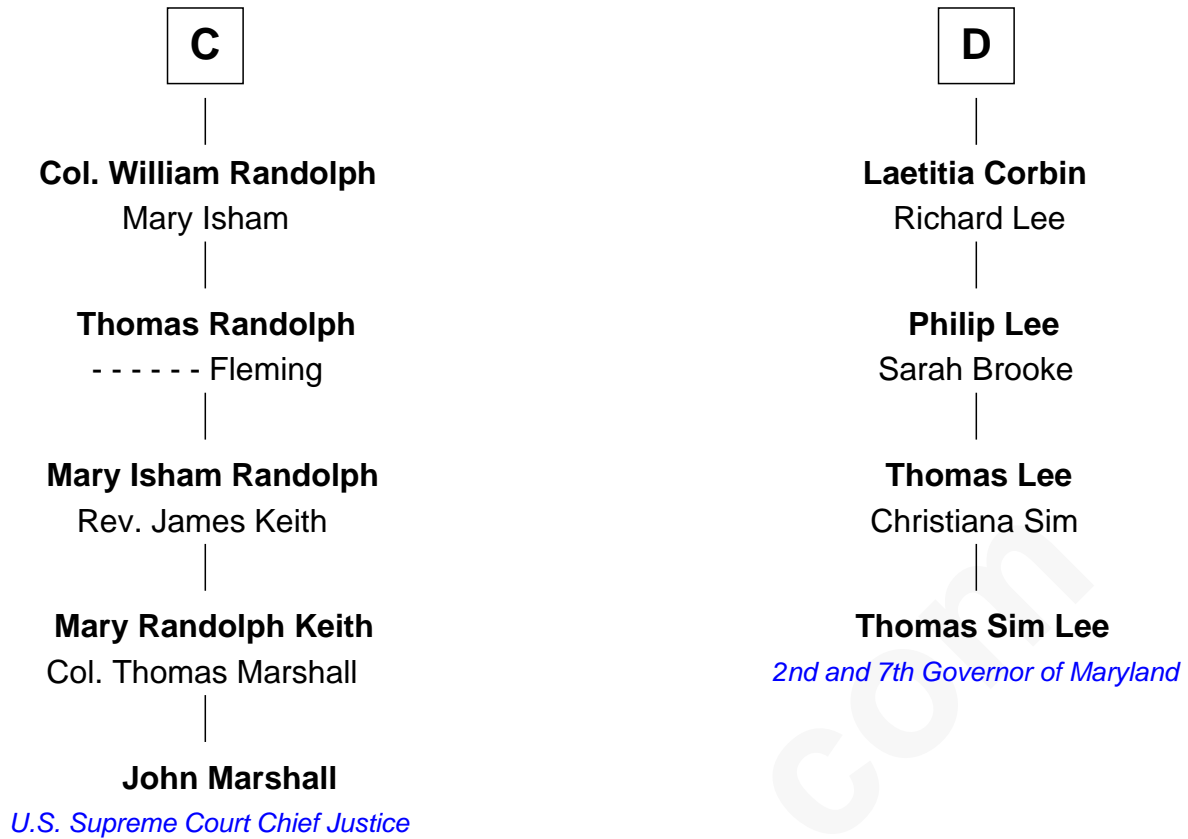 C
Col. William Randolph
Mary Isham
Thomas Randolph
- - - - - - Fleming
Mary Isham Randolph
Rev. James Keith
Mary Randolph Keith
Col. Thomas Marshall
John Marshall
U.S. Supreme Court Chief Justice
D
Laetitia Corbin
Richard Lee
Philip Lee
Sarah Brooke
Thomas Lee
Christiana Sim
Thomas Sim Lee
2nd and 7th Governor of Maryland
com